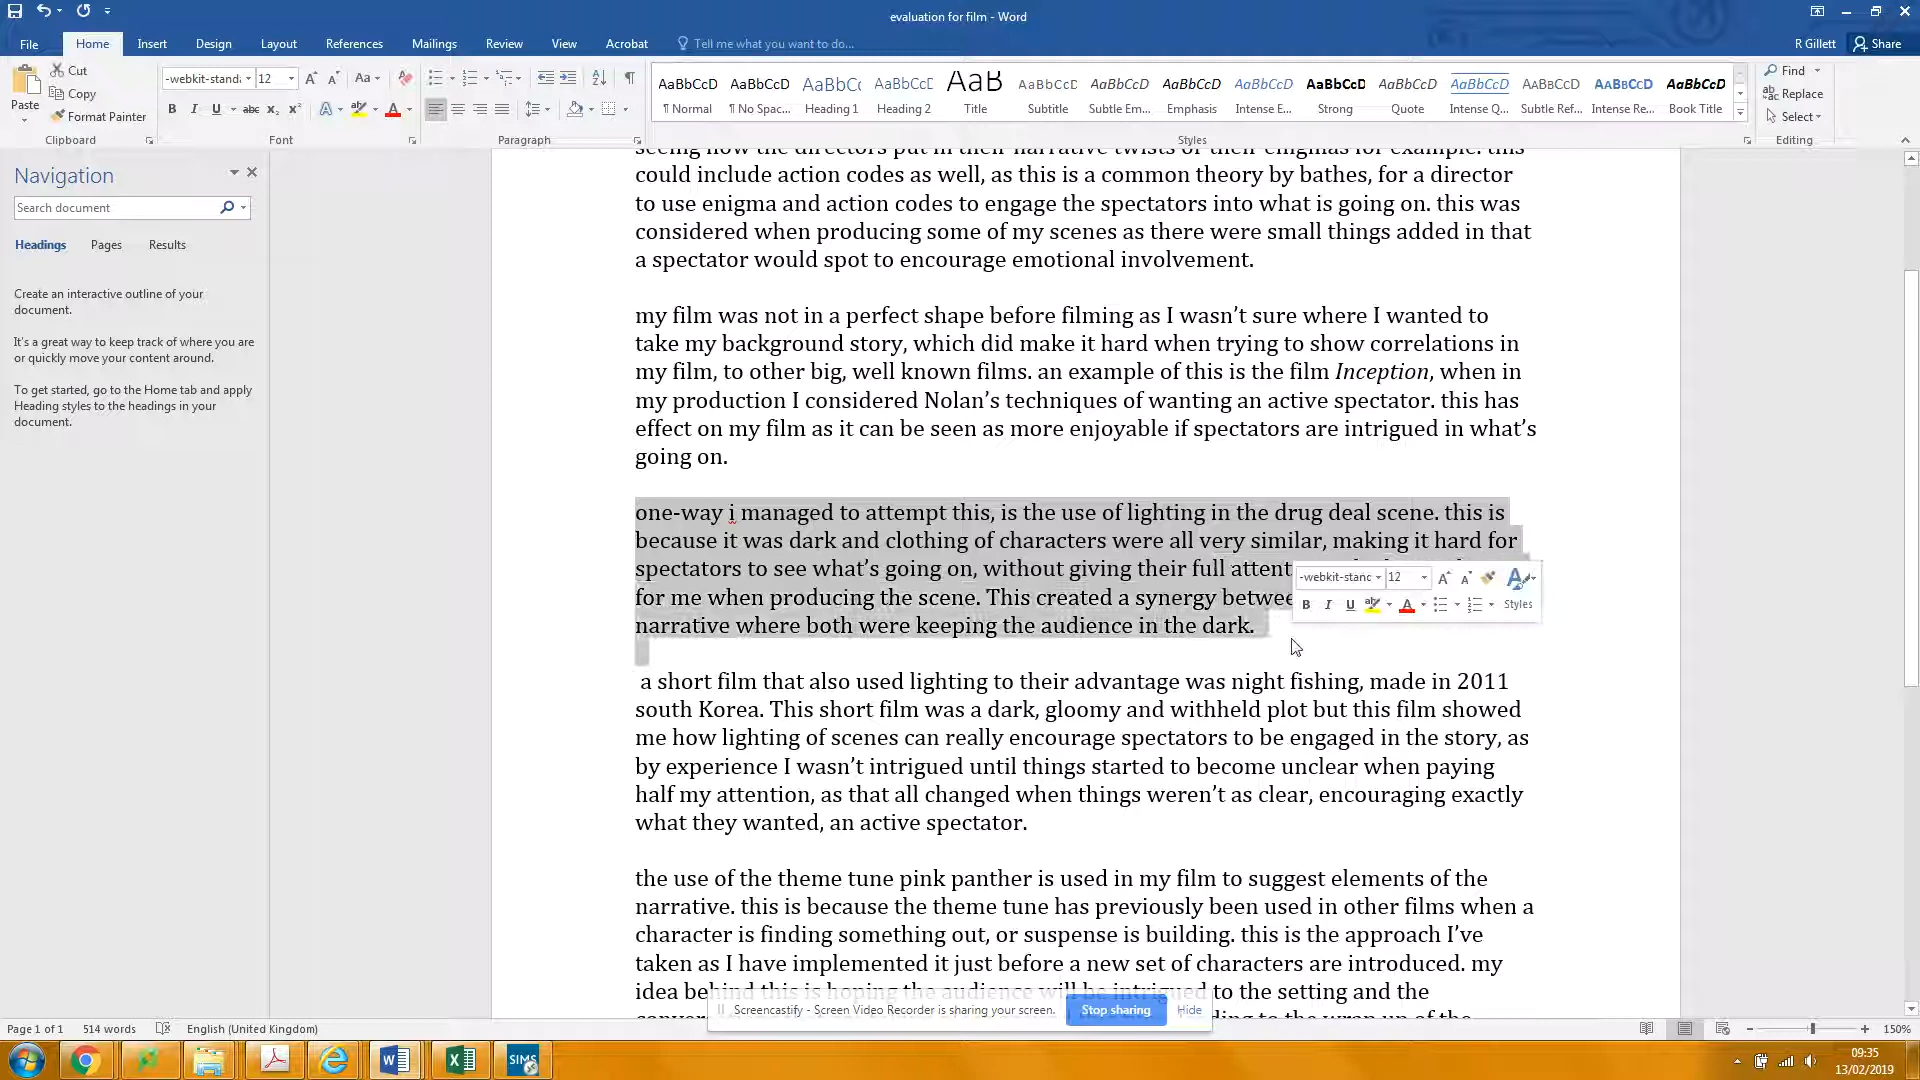 evaluation for film - Word
File Home Insert Design Layout References Mailings Review View Acrobat Tell me what you want to do... R Gillett Share
Paste
Cut
Copy
Format Painter
Clipboard
-webkit-stand 12 Aa
B I U abc X₂ X² A
Font
Paragraph
AaBbCcD AaBbCcD AaBbCc AaBbCcD AaB AaBbCcD AaBbCcD AaBbCcD AaBbCcD AaBbCcD AaBbCcD AaBbCcD AaBbCcD AaBbCcD AaBbCcD
¶ Normal ¶ No Spac... Heading 1 Heading 2 Title Subtitle Subtle Em... Emphasis Intense E... Strong Quote Intense Q... Subtle Ref... Intense Re... Book Title
Styles
Find
Replace
Select
Editing
Navigation
Search document
Headings Pages Results
Create an interactive outline of your
document.
It's a great way to keep track of where you are
or quickly move your content around.
To get started, go to the Home tab and apply
Heading styles to the headings in your
document.
seeing how the directors put in their narrative twists or their enigmas for example. this
could include action codes as well, as this is a common theory by bathes, for a director
to use enigma and action codes to engage the spectators into what is going on. this was
considered when producing some of my scenes as there were small things added in that
a spectator would spot to encourage emotional involvement.
my film was not in a perfect shape before filming as I wasn’t sure where I wanted to
take my background story, which did make it hard when trying to show correlations in
my film, to other big, well known films. an example of this is the film Inception, when in
my production I considered Nolan’s techniques of wanting an active spectator. this has
effect on my film as it can be seen as more enjoyable if spectators are intrigued in what’s
going on.
one-way i managed to attempt this, is the use of lighting in the drug deal scene. this is
because it was dark and clothing of characters were all very similar, making it hard for
spectators to see what’s going on, without giving their full attent
for me when producing the scene. This created a synergy betwee
narrative where both were keeping the audience in the dark.
-webkit-stanc 12
B I U A Styles
a short film that also used lighting to their advantage was night fishing, made in 2011
south Korea. This short film was a dark, gloomy and withheld plot but this film showed
me how lighting of scenes can really encourage spectators to be engaged in the story, as
by experience I wasn’t intrigued until things started to become unclear when paying
half my attention, as that all changed when things weren’t as clear, encouraging exactly
what they wanted, an active spectator.
the use of the theme tune pink panther is used in my film to suggest elements of the
narrative. this is because the theme tune has previously been used in other films when a
character is finding something out, or suspense is building. this is the approach I’ve
taken as I have implemented it just before a new set of characters are introduced. my
idea behind this is hoping the audience will be intrigued to the setting and the
Screencastify - Screen Video Recorder is sharing your screen. Stop sharing Hide
Page 1 of 1 514 words English (United Kingdom) 150%
SIMS
09:35
13/02/2019